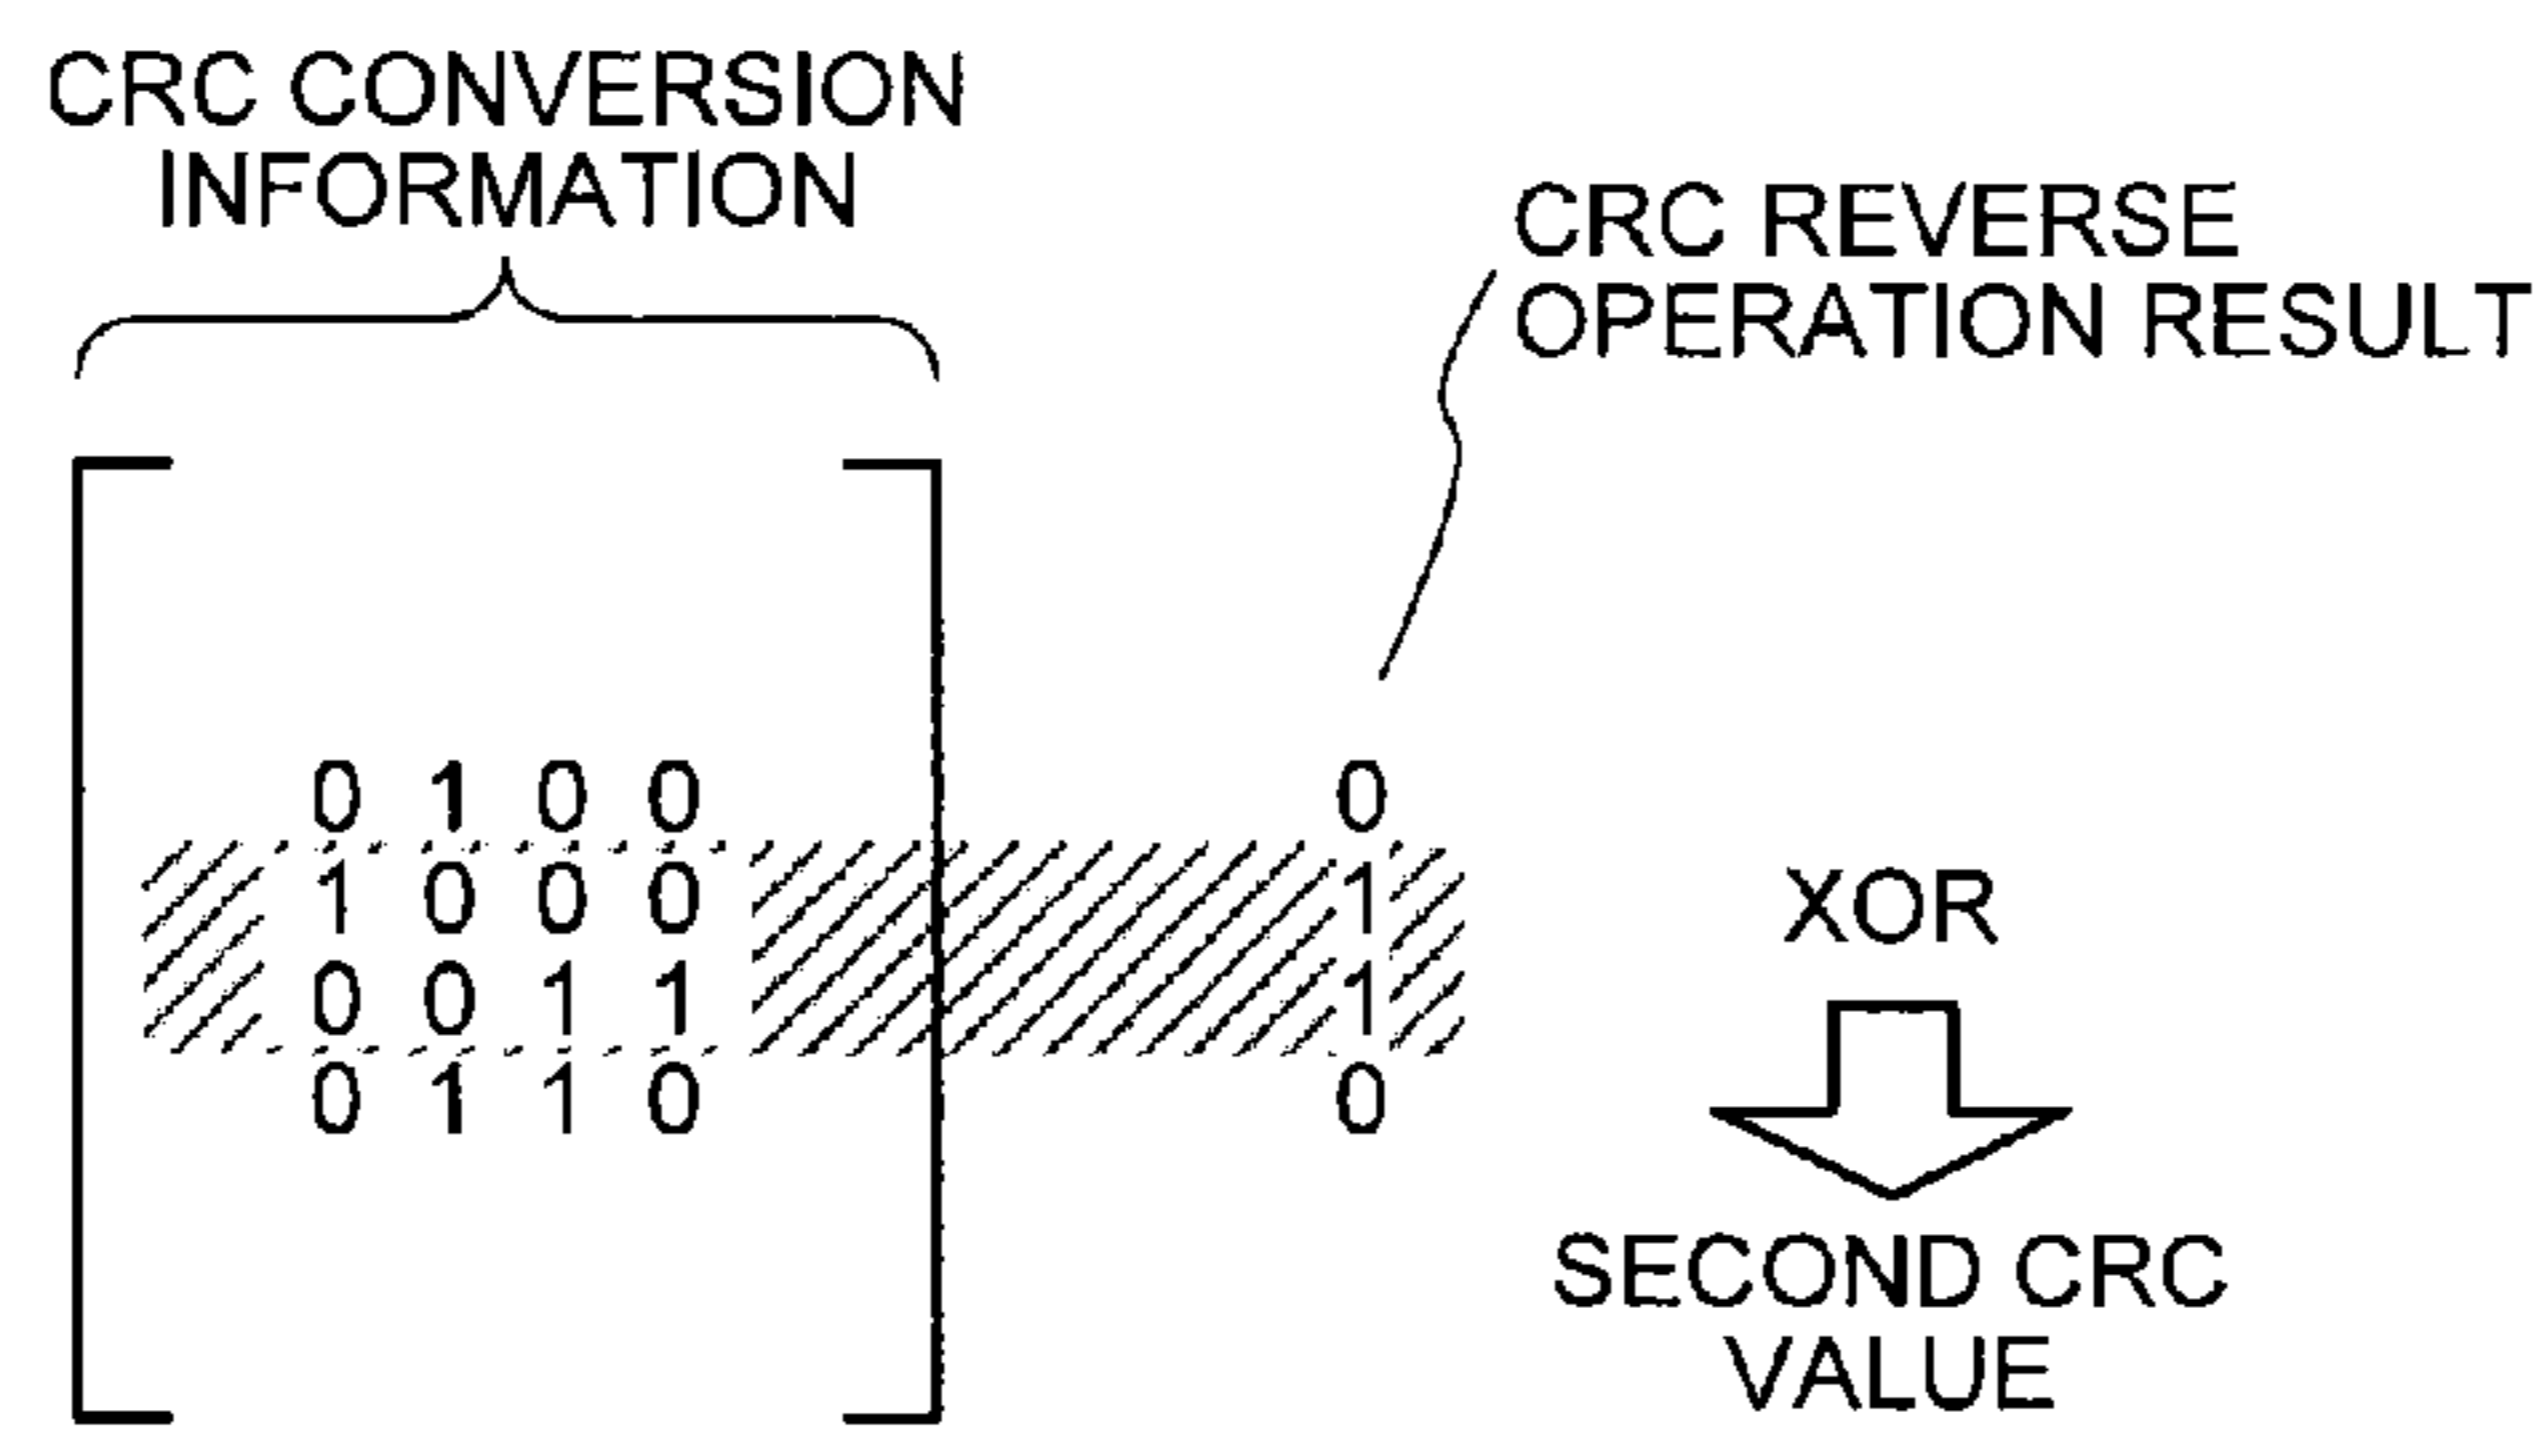 CRC CONVERSION
INFORMATION
CRC REVERSE
OPERATION RESULT
0 1 0 0 0
1 0 0 0 1
0 0 1 1 1
0 1 1 0 0
XOR
SECOND CRC
VALUE